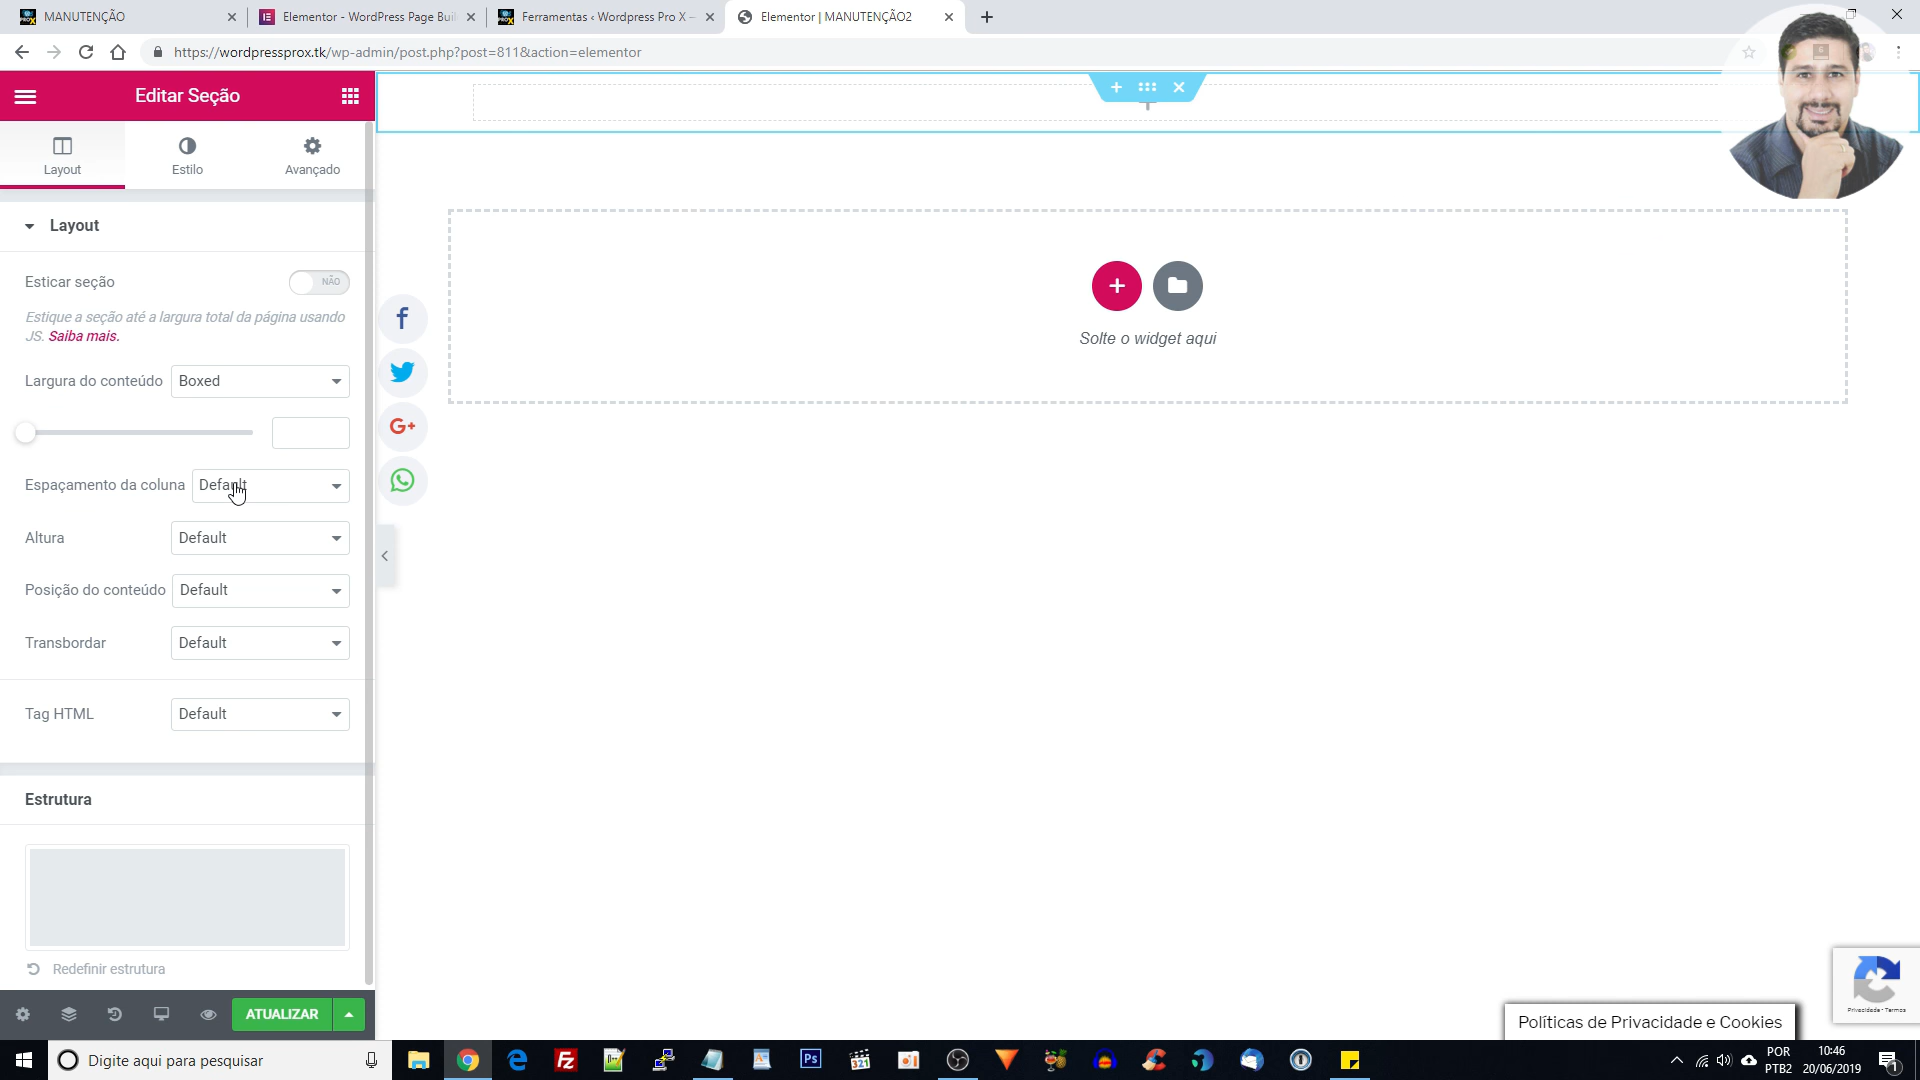 MANUTENÇÃO
Elementor - WordPress Page Buil
Ferramentas ‹ Wordpress Pro X –
Elementor | MANUTENÇÃO2
https://wordpressprox.tk/wp-admin/post.php?post=811&action=elementor
Editar Seção
Layout
Estilo
Avançado
Layout
Esticar seção
NÃO
Estique a seção até a largura total da página usando
JS. Saiba mais.
Largura do conteúdo
Boxed
Espaçamento da coluna
Default
Altura
Default
Posição do conteúdo
Default
Transbordar
Default
Tag HTML
Default
Estrutura
Redefinir estrutura
ATUALIZAR
Solte o widget aqui
Privacidade - Termos
Políticas de Privacidade e Cookies
Digite aqui para pesquisar
POR
PTB2
10:46
20/06/2019